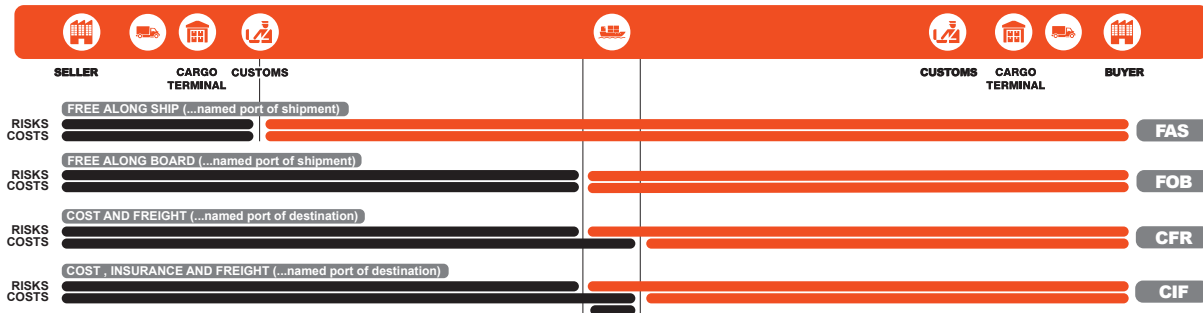 SELLER
CARGO
TERMINAL
CUSTOMS
CUSTOMS
CARGO
TERMINAL
BUYER
FREE ALONG SHIP (...named port of shipment)
RISKS
COSTS
FAS
FREE ALONG BOARD (...named port of shipment)
RISKS
COSTS
FOB
COST AND FREIGHT (...named port of destination)
RISKS
COSTS
CFR
COST , INSURANCE AND FREIGHT (...named port of destination)
RISKS
COSTS
CIF